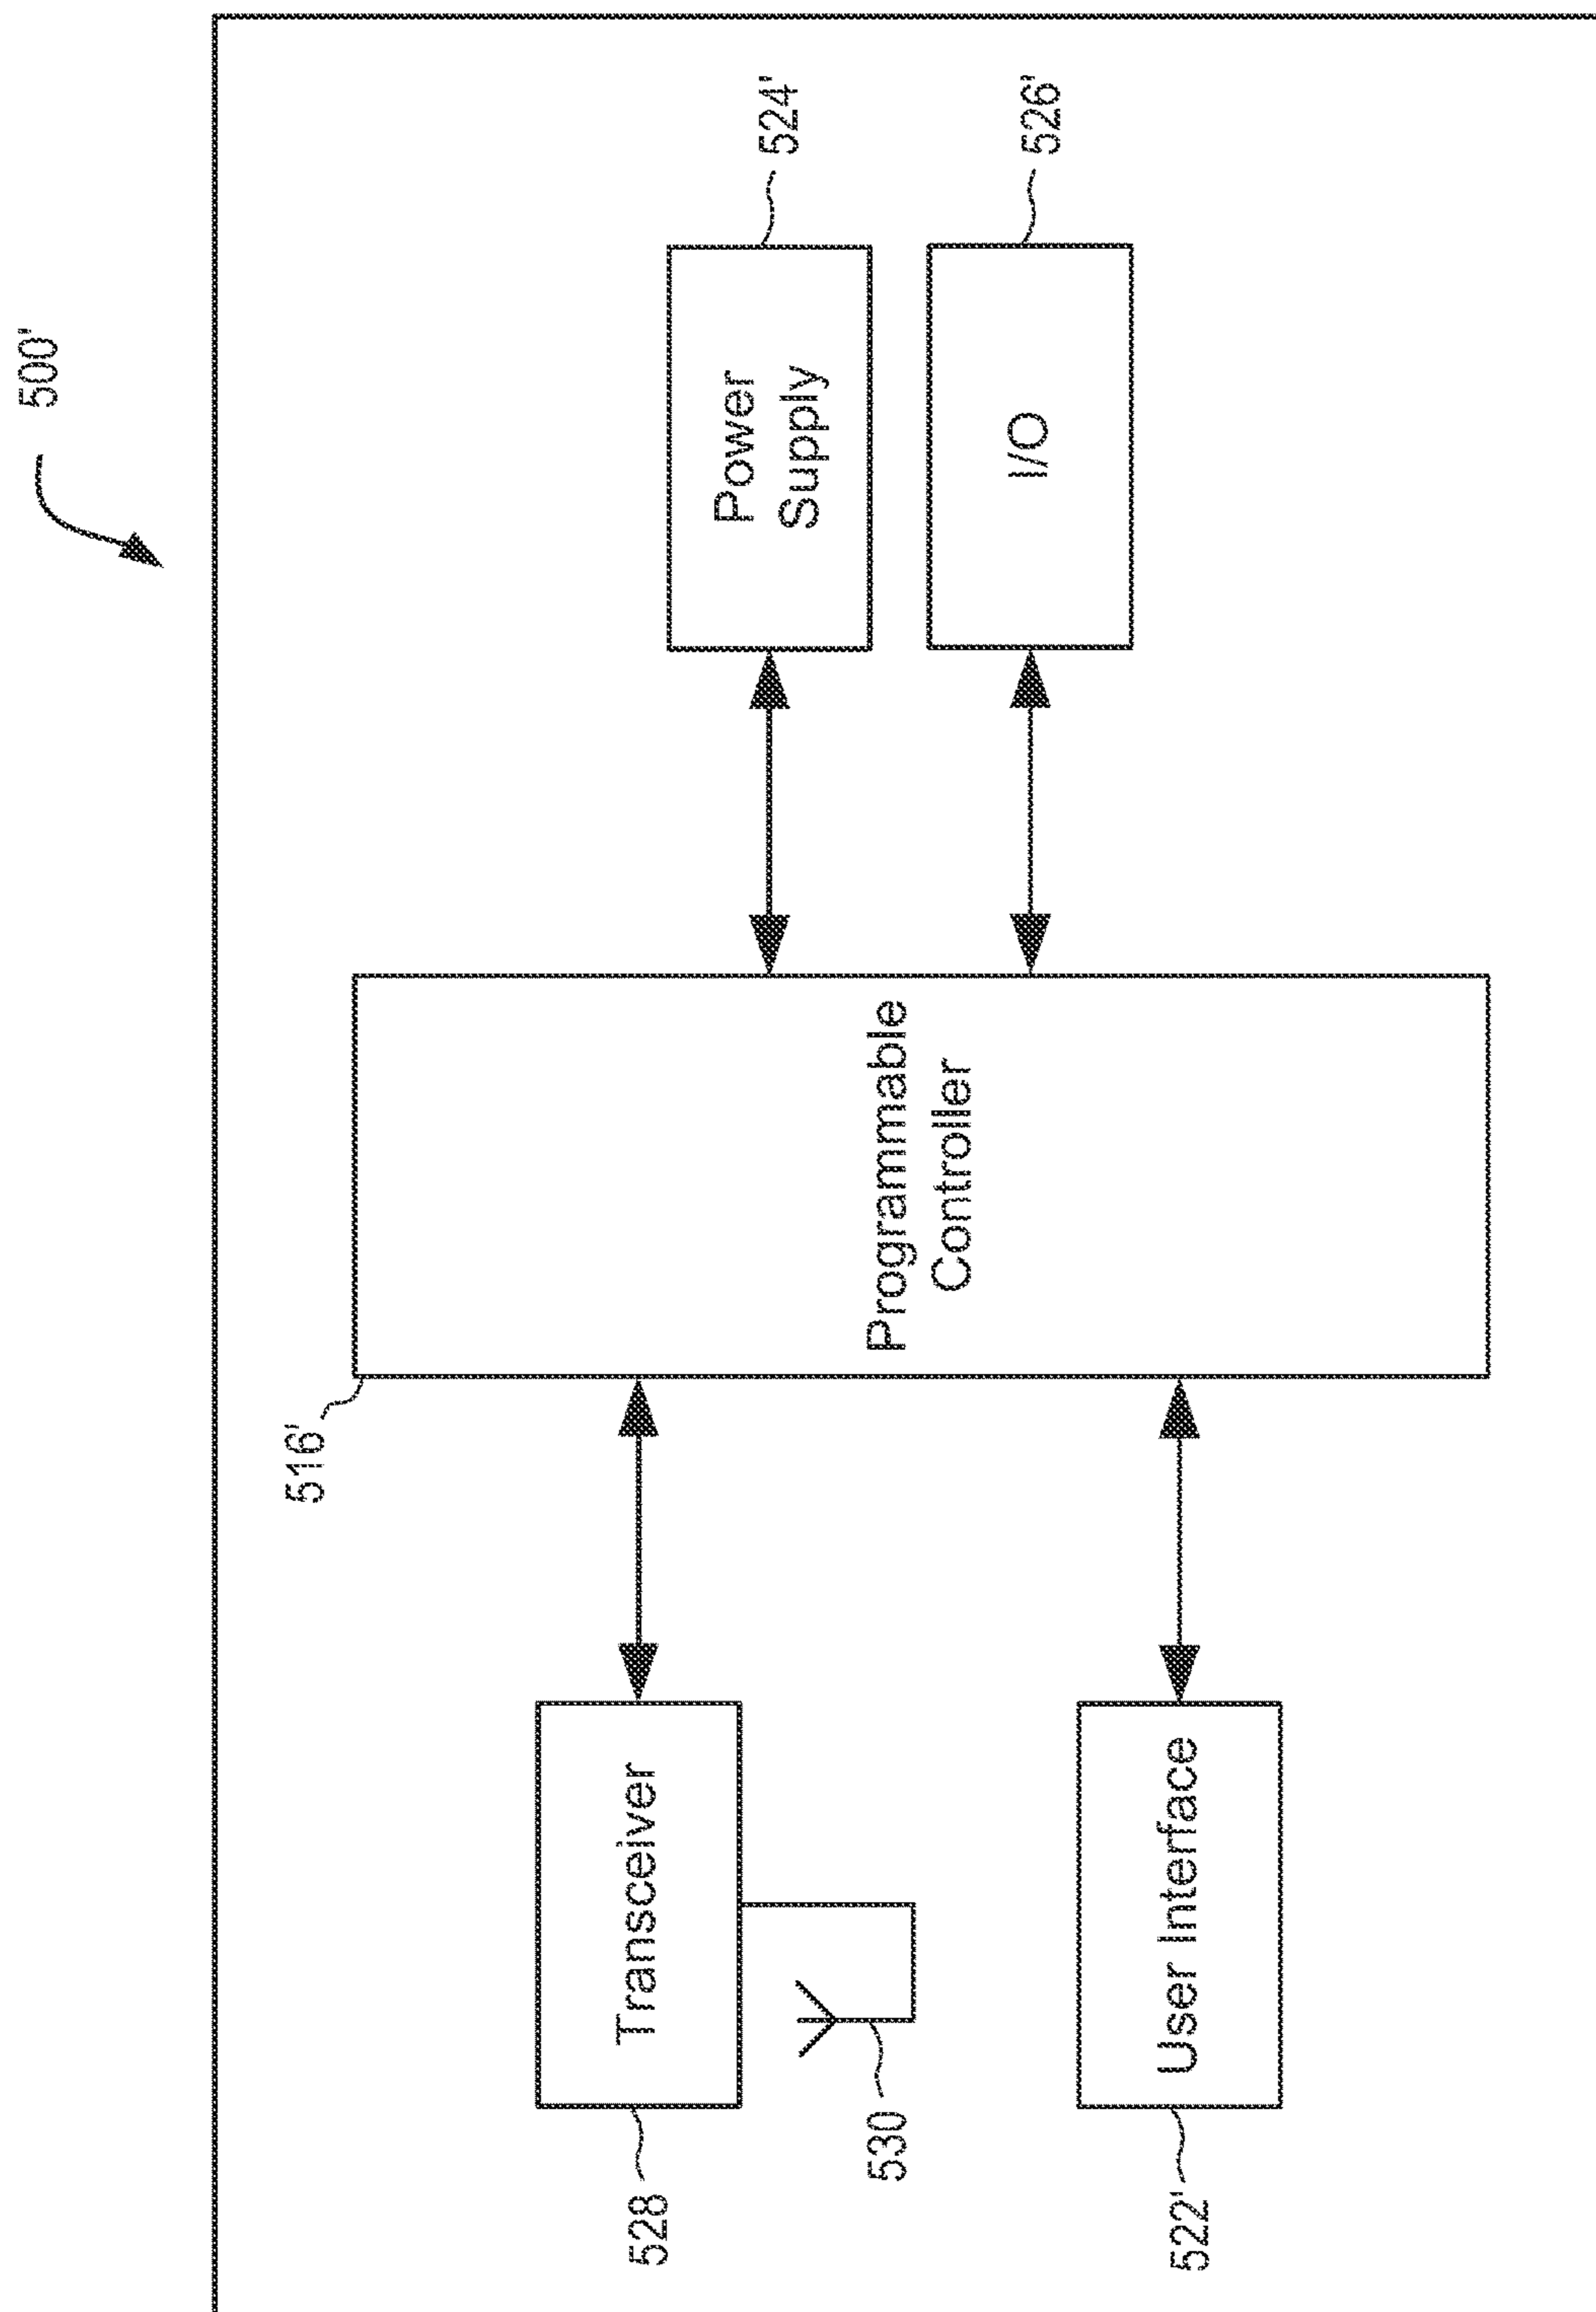 500'
516'
528
Transceiver
530
Programmable
Controller
Power
Supply
524'
I/O
526'
User Interface
522'